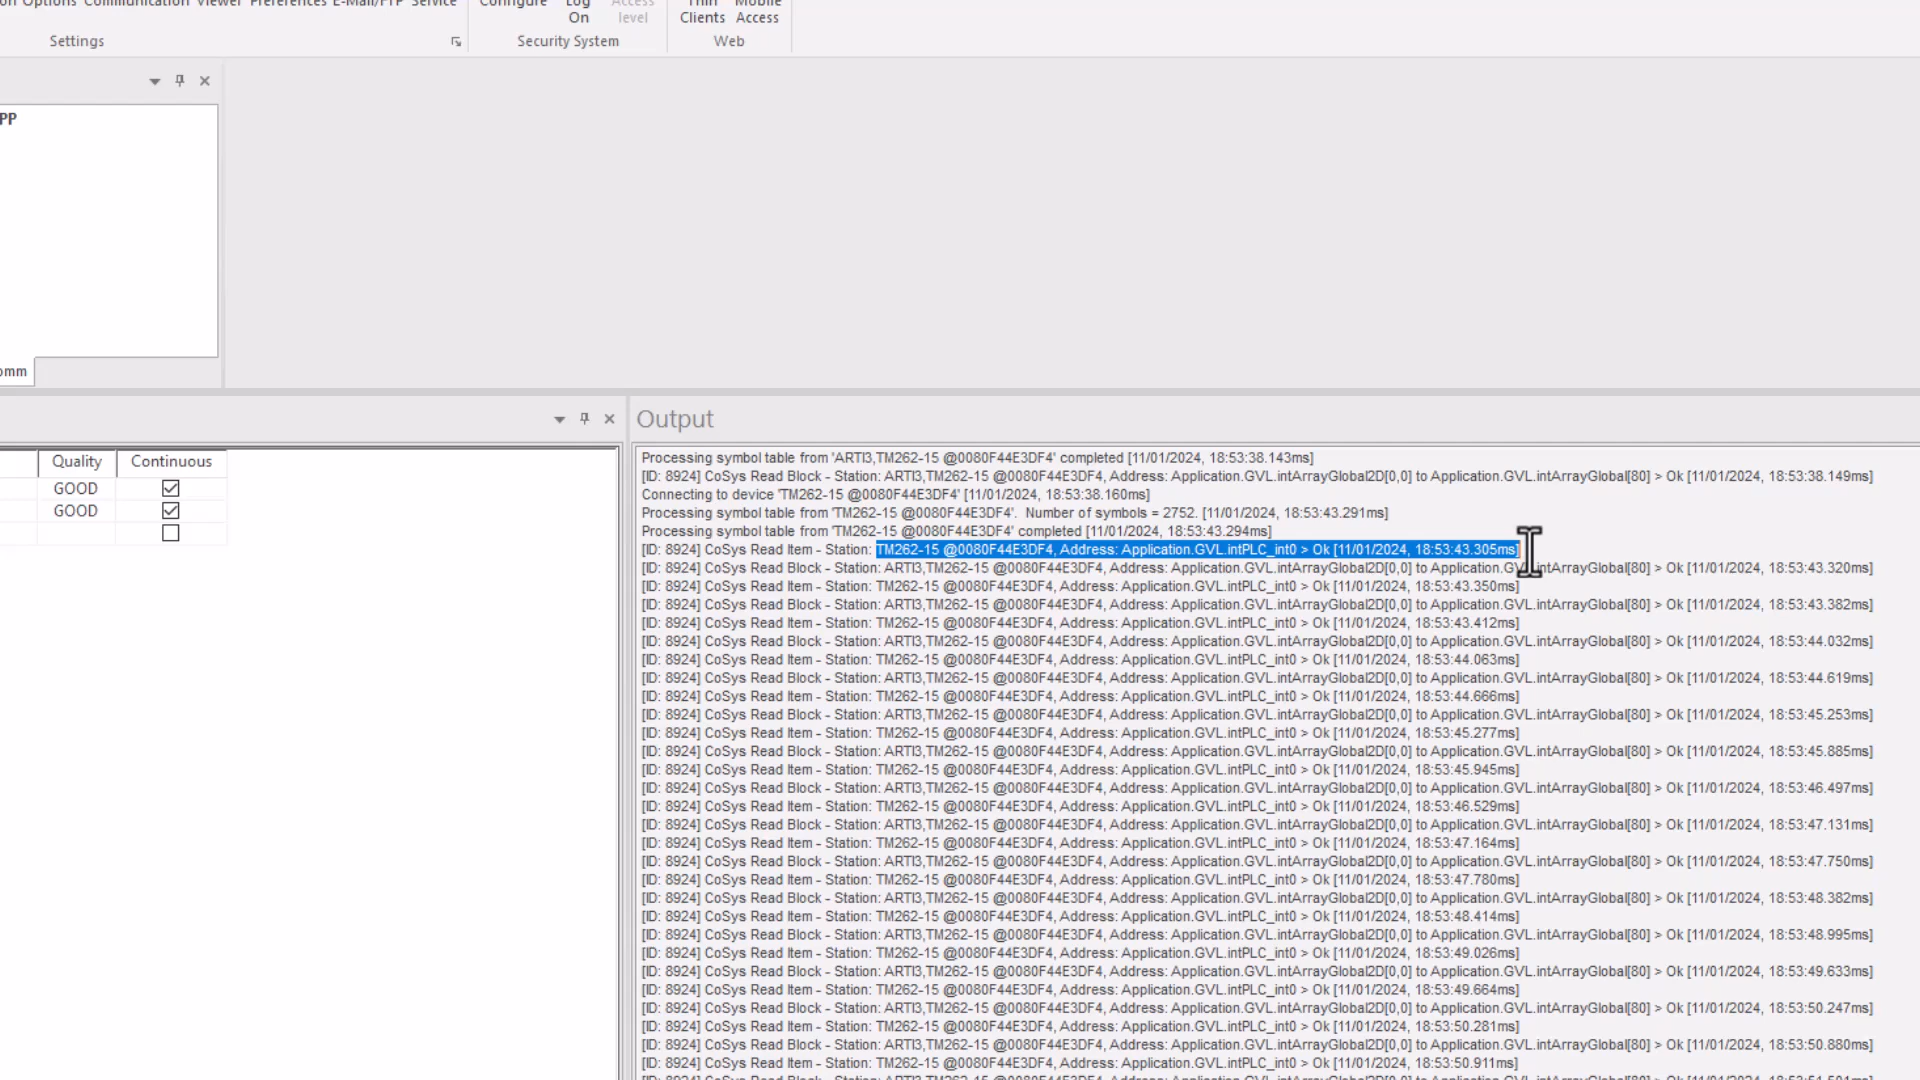 Options Communication Viewer Preferences E-Mail/FTP Service Configure Log On Access level Thin Clients Mobile Access
Settings Security System Web
PP
omm
Quality Continuous
GOOD
GOOD
Output
Processing symbol table from 'ARTI3,TM262-15 @0080F44E3DF4' completed [11/01/2024, 18:53:38.143ms]
[ID: 8924] CoSys Read Block - Station: ARTI3,TM262-15 @0080F44E3DF4, Address: Application.GVL.intArrayGlobal2D[0,0] to Application.GVL.intArrayGlobal[80] > Ok [11/01/2024, 18:53:38.149ms]
Connecting to device 'TM262-15 @0080F44E3DF4' [11/01/2024, 18:53:38.160ms]
Processing symbol table from 'TM262-15 @0080F44E3DF4'. Number of symbols = 2752. [11/01/2024, 18:53:43.291ms]
Processing symbol table from 'TM262-15 @0080F44E3DF4' completed [11/01/2024, 18:53:43.294ms]
[ID: 8924] CoSys Read Item - Station: TM262-15 @0080F44E3DF4, Address: Application.GVL.intPLC_int0 > Ok [11/01/2024, 18:53:43.305ms]
[ID: 8924] CoSys Read Block - Station: ARTI3,TM262-15 @0080F44E3DF4, Address: Application.GVL.intArrayGlobal2D[0,0] to Application.GVL.intArrayGlobal[80] > Ok [11/01/2024, 18:53:43.320ms]
[ID: 8924] CoSys Read Item - Station: TM262-15 @0080F44E3DF4, Address: Application.GVL.intPLC_int0 > Ok [11/01/2024, 18:53:43.350ms]
[ID: 8924] CoSys Read Block - Station: ARTI3,TM262-15 @0080F44E3DF4, Address: Application.GVL.intArrayGlobal2D[0,0] to Application.GVL.intArrayGlobal[80] > Ok [11/01/2024, 18:53:43.382ms]
[ID: 8924] CoSys Read Item - Station: TM262-15 @0080F44E3DF4, Address: Application.GVL.intPLC_int0 > Ok [11/01/2024, 18:53:43.412ms]
[ID: 8924] CoSys Read Block - Station: ARTI3,TM262-15 @0080F44E3DF4, Address: Application.GVL.intArrayGlobal2D[0,0] to Application.GVL.intArrayGlobal[80] > Ok [11/01/2024, 18:53:44.032ms]
[ID: 8924] CoSys Read Item - Station: TM262-15 @0080F44E3DF4, Address: Application.GVL.intPLC_int0 > Ok [11/01/2024, 18:53:44.063ms]
[ID: 8924] CoSys Read Block - Station: ARTI3,TM262-15 @0080F44E3DF4, Address: Application.GVL.intArrayGlobal2D[0,0] to Application.GVL.intArrayGlobal[80] > Ok [11/01/2024, 18:53:44.619ms]
[ID: 8924] CoSys Read Item - Station: TM262-15 @0080F44E3DF4, Address: Application.GVL.intPLC_int0 > Ok [11/01/2024, 18:53:44.666ms]
[ID: 8924] CoSys Read Block - Station: ARTI3,TM262-15 @0080F44E3DF4, Address: Application.GVL.intArrayGlobal2D[0,0] to Application.GVL.intArrayGlobal[80] > Ok [11/01/2024, 18:53:45.253ms]
[ID: 8924] CoSys Read Item - Station: TM262-15 @0080F44E3DF4, Address: Application.GVL.intPLC_int0 > Ok [11/01/2024, 18:53:45.277ms]
[ID: 8924] CoSys Read Block - Station: ARTI3,TM262-15 @0080F44E3DF4, Address: Application.GVL.intArrayGlobal2D[0,0] to Application.GVL.intArrayGlobal[80] > Ok [11/01/2024, 18:53:45.885ms]
[ID: 8924] CoSys Read Item - Station: TM262-15 @0080F44E3DF4, Address: Application.GVL.intPLC_int0 > Ok [11/01/2024, 18:53:45.945ms]
[ID: 8924] CoSys Read Block - Station: ARTI3,TM262-15 @0080F44E3DF4, Address: Application.GVL.intArrayGlobal2D[0,0] to Application.GVL.intArrayGlobal[80] > Ok [11/01/2024, 18:53:46.497ms]
[ID: 8924] CoSys Read Item - Station: TM262-15 @0080F44E3DF4, Address: Application.GVL.intPLC_int0 > Ok [11/01/2024, 18:53:46.529ms]
[ID: 8924] CoSys Read Block - Station: ARTI3,TM262-15 @0080F44E3DF4, Address: Application.GVL.intArrayGlobal2D[0,0] to Application.GVL.intArrayGlobal[80] > Ok [11/01/2024, 18:53:47.131ms]
[ID: 8924] CoSys Read Item - Station: TM262-15 @0080F44E3DF4, Address: Application.GVL.intPLC_int0 > Ok [11/01/2024, 18:53:47.164ms]
[ID: 8924] CoSys Read Block - Station: ARTI3,TM262-15 @0080F44E3DF4, Address: Application.GVL.intArrayGlobal2D[0,0] to Application.GVL.intArrayGlobal[80] > Ok [11/01/2024, 18:53:47.750ms]
[ID: 8924] CoSys Read Item - Station: TM262-15 @0080F44E3DF4, Address: Application.GVL.intPLC_int0 > Ok [11/01/2024, 18:53:47.780ms]
[ID: 8924] CoSys Read Block - Station: ARTI3,TM262-15 @0080F44E3DF4, Address: Application.GVL.intArrayGlobal2D[0,0] to Application.GVL.intArrayGlobal[80] > Ok [11/01/2024, 18:53:48.382ms]
[ID: 8924] CoSys Read Item - Station: TM262-15 @0080F44E3DF4, Address: Application.GVL.intPLC_int0 > Ok [11/01/2024, 18:53:48.414ms]
[ID: 8924] CoSys Read Block - Station: ARTI3,TM262-15 @0080F44E3DF4, Address: Application.GVL.intArrayGlobal2D[0,0] to Application.GVL.intArrayGlobal[80] > Ok [11/01/2024, 18:53:48.995ms]
[ID: 8924] CoSys Read Item - Station: TM262-15 @0080F44E3DF4, Address: Application.GVL.intPLC_int0 > Ok [11/01/2024, 18:53:49.026ms]
[ID: 8924] CoSys Read Block - Station: ARTI3,TM262-15 @0080F44E3DF4, Address: Application.GVL.intArrayGlobal2D[0,0] to Application.GVL.intArrayGlobal[80] > Ok [11/01/2024, 18:53:49.633ms]
[ID: 8924] CoSys Read Item - Station: TM262-15 @0080F44E3DF4, Address: Application.GVL.intPLC_int0 > Ok [11/01/2024, 18:53:49.664ms]
[ID: 8924] CoSys Read Block - Station: ARTI3,TM262-15 @0080F44E3DF4, Address: Application.GVL.intArrayGlobal2D[0,0] to Application.GVL.intArrayGlobal[80] > Ok [11/01/2024, 18:53:50.247ms]
[ID: 8924] CoSys Read Item - Station: TM262-15 @0080F44E3DF4, Address: Application.GVL.intPLC_int0 > Ok [11/01/2024, 18:53:50.281ms]
[ID: 8924] CoSys Read Block - Station: ARTI3,TM262-15 @0080F44E3DF4, Address: Application.GVL.intArrayGlobal2D[0,0] to Application.GVL.intArrayGlobal[80] > Ok [11/01/2024, 18:53:50.880ms]
[ID: 8924] CoSys Read Item - Station: TM262-15 @0080F44E3DF4, Address: Application.GVL.intPLC_int0 > Ok [11/01/2024, 18:53:50.911ms]